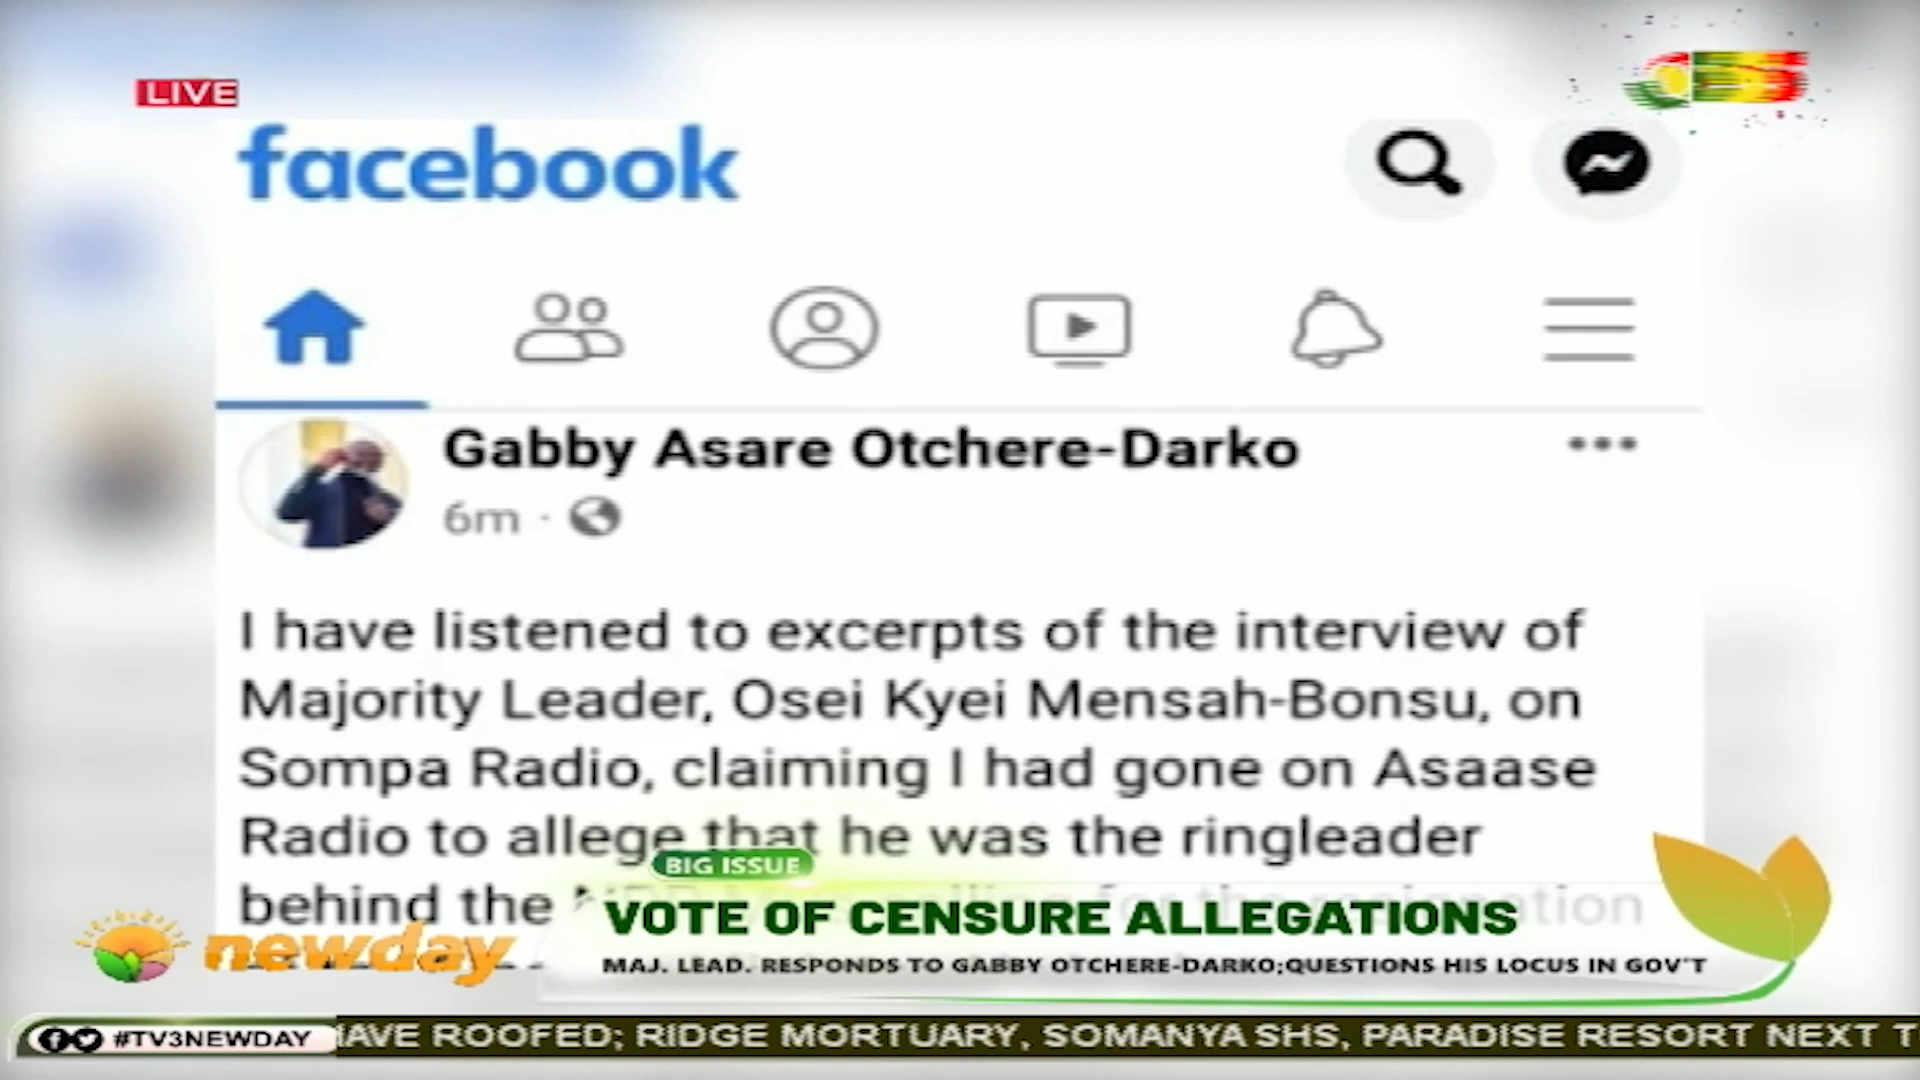 LIVE
facebook
Gabby Asare Otchere-Darko
6m
I have listened to excerpts of the interview of
Majority Leader, Osei Kyei Mensah-Bonsu, on
Sompa Radio, claiming I had gone on Asaase
Radio to allege that he was the ringleader
behind the
BIG ISSUE
VOTE OF CENSURE ALLEGATIONS
MAJ. LEAD. RESPONDS TO GABBY OTCHERE-DARKO;QUESTIONS HIS LOCUS IN GOV'T
newday
#TV3NEWDAY
HAVE ROOFED; RIDGE MORTUARY, SOMANYA SHS, PARADISE RESORT NEXT